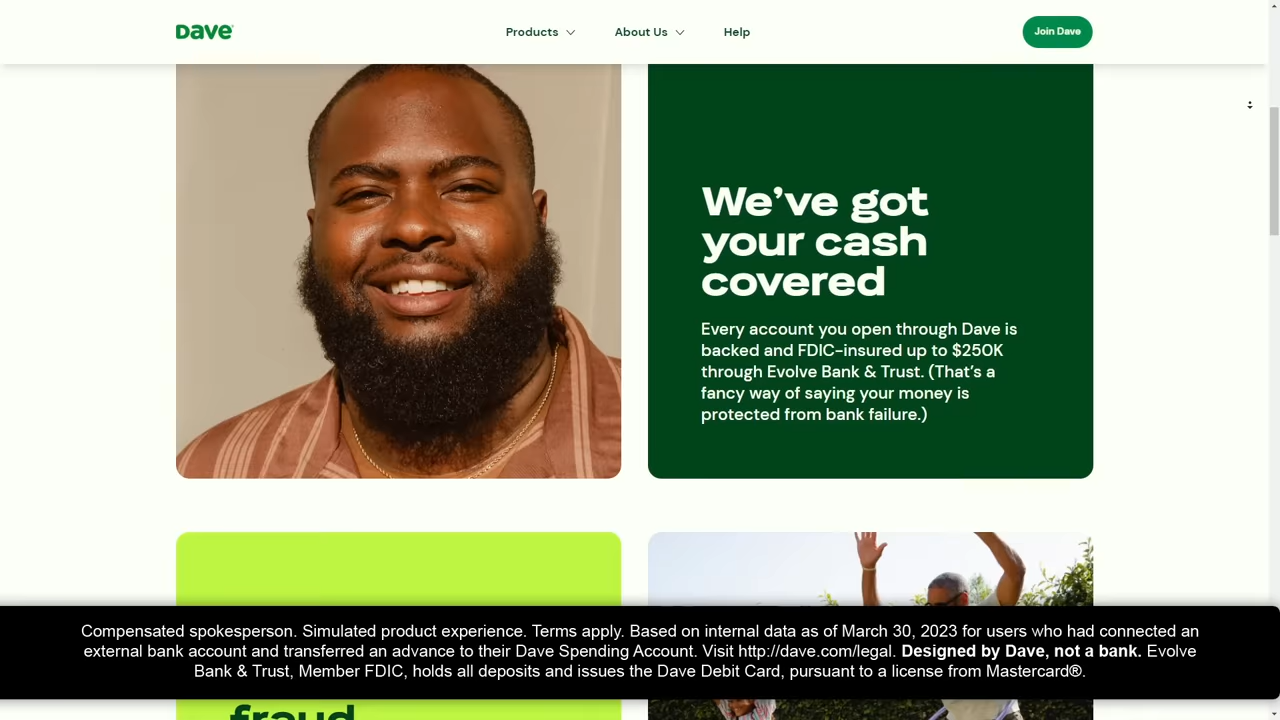 Dave
Products
About Us
Help
Join Dave
We've got
your cash
covered
Every account you open through Dave is
backed and FDIC-insured up to $250K
through Evolve Bank & Trust. (That's a
fancy way of saying your money is
protected from bank failure.)
Compensated spokesperson. Simulated product experience. Terms apply. Based on internal data as of March 30, 2023 for users who had connected an
external bank account and transferred an advance to their Dave Spending Account. Visit http://dave.com/legal. Designed by Dave, not a bank. Evolve
Bank & Trust, Member FDIC, holds all deposits and issues the Dave Debit Card, pursuant to a license from Mastercard®.
fraud